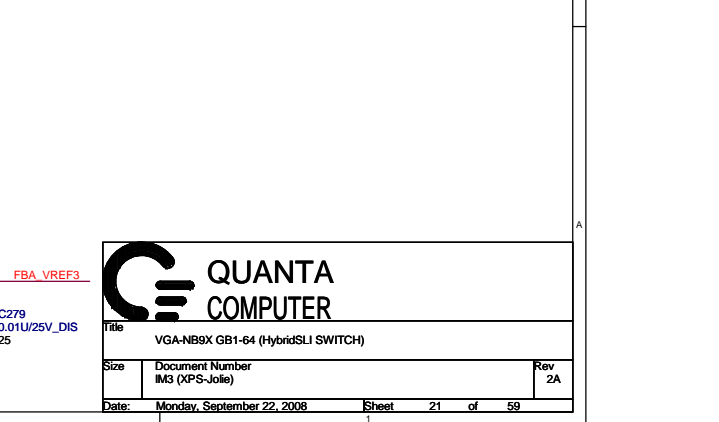 A
FBA_VREF3
C279
0.01U/25V_DIS
25
QUANTA
COMPUTER
Title
VGA-NB9X GB1-64 (HybridSLI SWITCH)
Size Document Number Rev
IM3 (XPS-Jolie) 2A
Date: Monday, September 22, 2008 Sheet 21 of 59
1